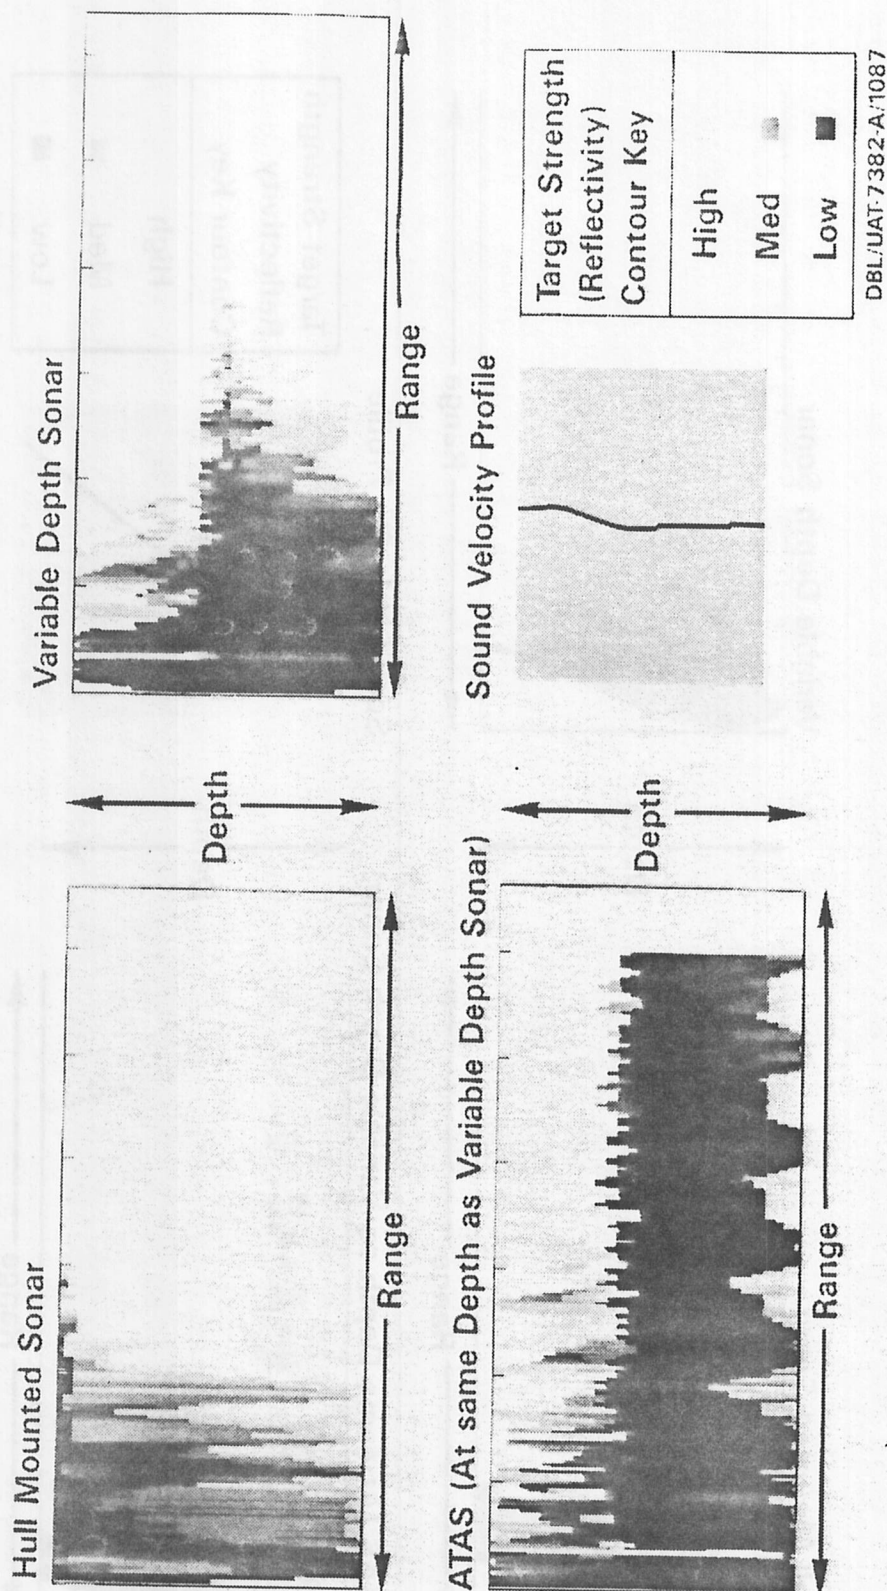 Hull Mounted Sonar
Range
Depth
Variable Depth Sonar
Range
ATAS (At same Depth as Variable Depth Sonar)
Range
Depth
Sound Velocity Profile
Target Strength
(Reflectivity)
Contour Key
High
Med
Low
DBL/UAT-7382-A/1087